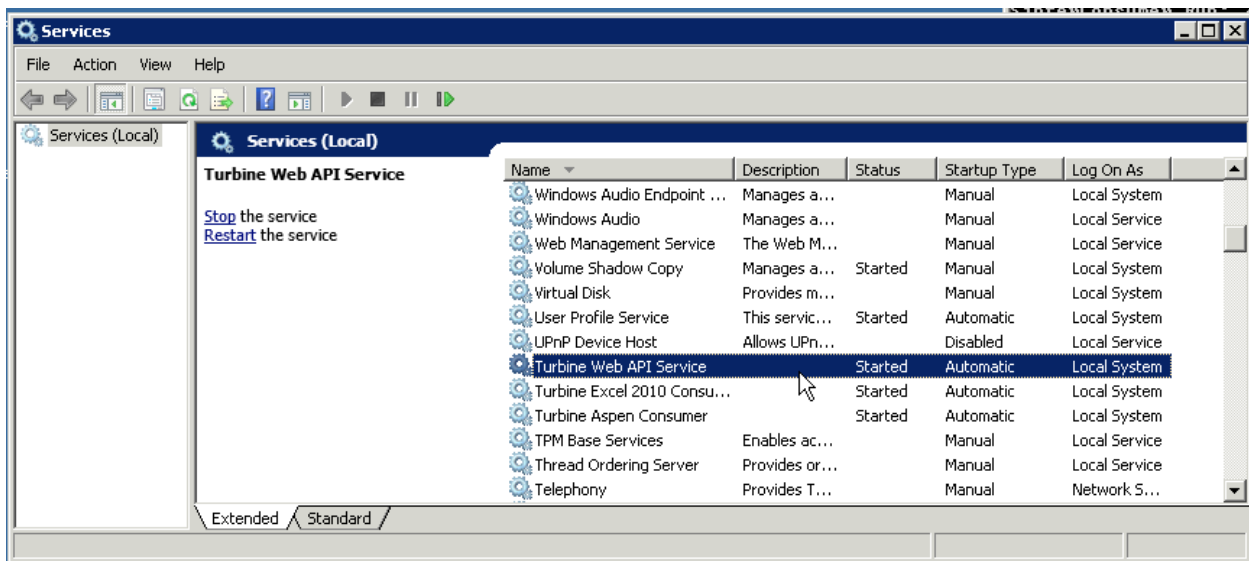 Services
File Action View Help
Services (Local)
Services (Local)
Turbine Web API Service
Stop the service
Restart the service
Name Description Status Startup Type Log On As
Windows Audio Endpoint ... Manages a... Manual Local System
Windows Audio Manages a... Manual Local Service
Web Management Service The Web M... Manual Local Service
Volume Shadow Copy Manages a... Started Manual Local System
Virtual Disk Provides m... Manual Local System
User Profile Service This servic... Started Automatic Local System
UPnP Device Host Allows UPn... Disabled Local Service
Turbine Web API Service Started Automatic Local System
Turbine Excel 2010 Consu... Started Automatic Local System
Turbine Aspen Consumer Started Automatic Local System
TPM Base Services Enables ac... Manual Local Service
Thread Ordering Server Provides or... Manual Local Service
Telephony Provides T... Manual Network S...
Extended Standard